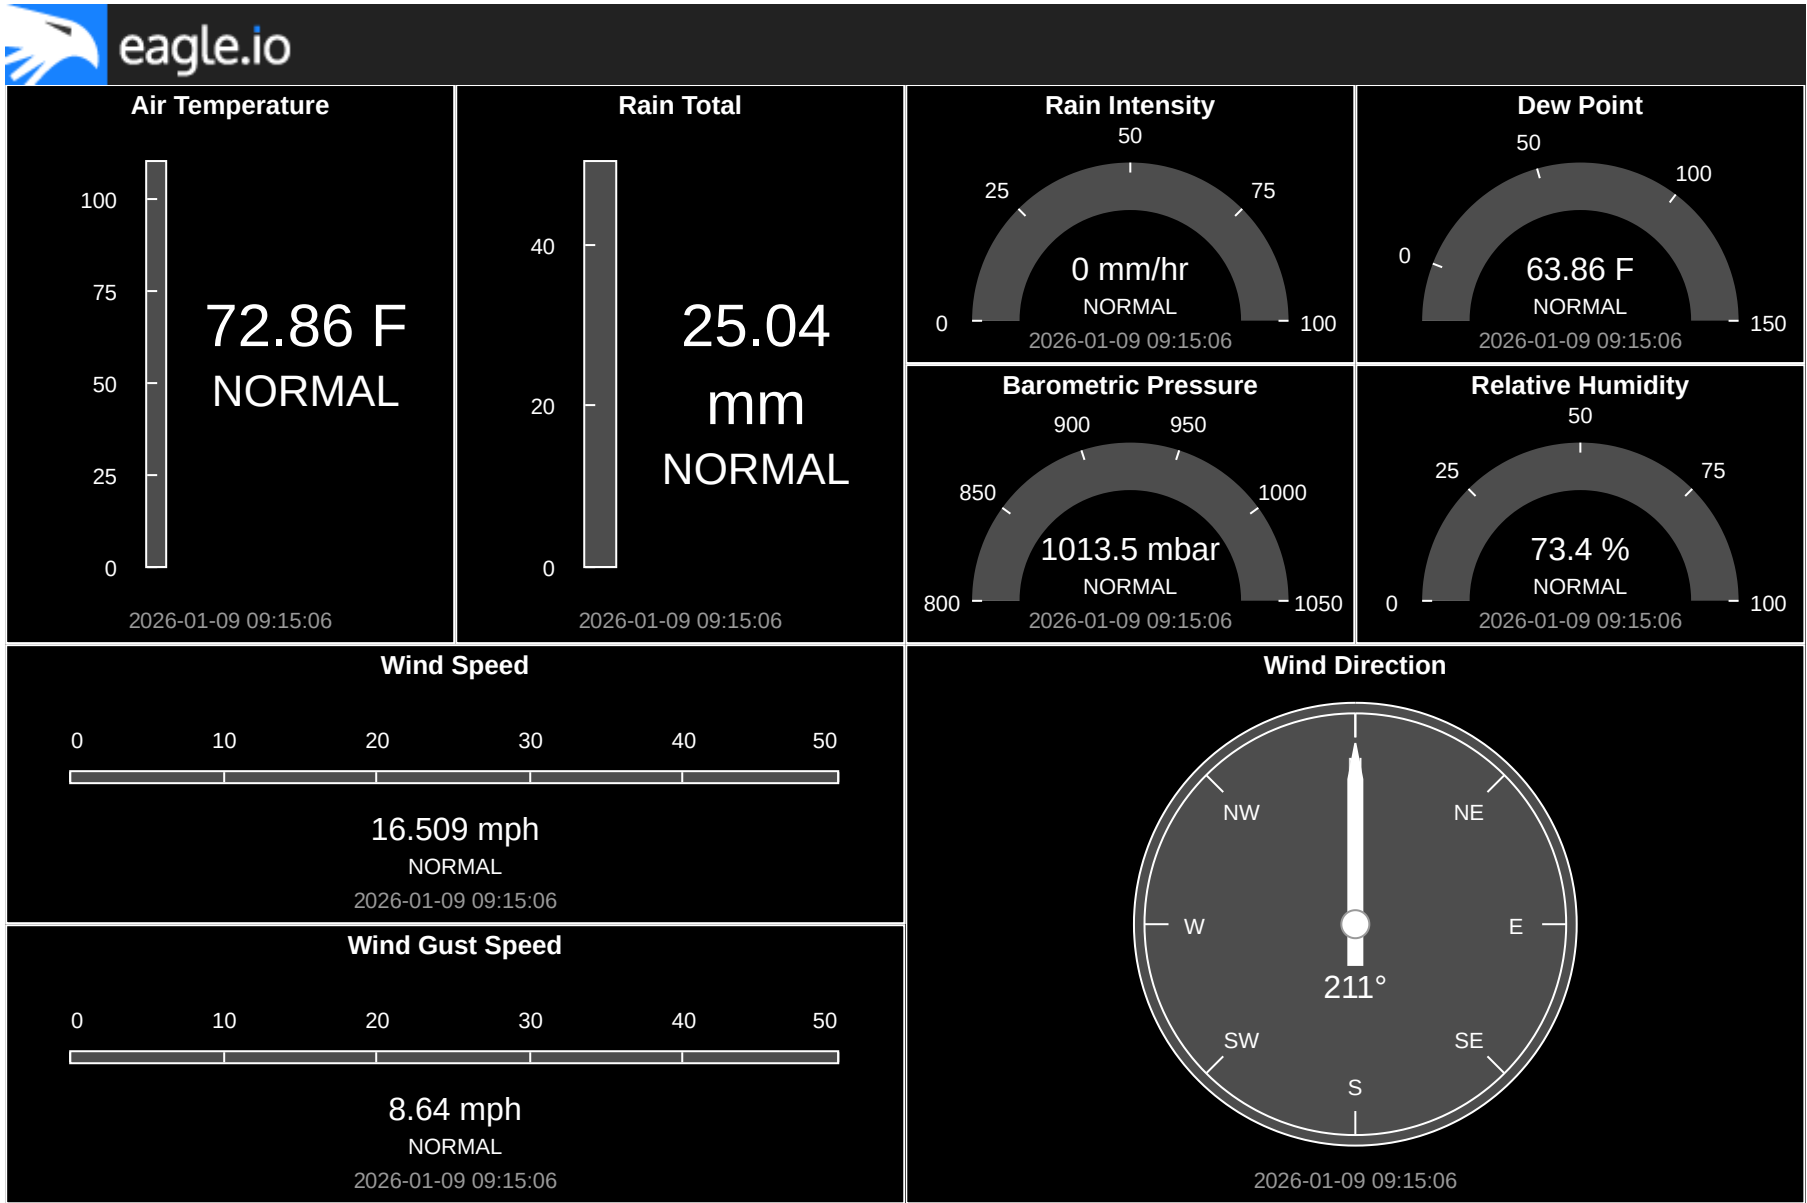 eagle.io
Air Temperature
100
75
50
25
0
72.86 F
NORMAL
2026-01-09 09:15:06
Rain Total
40
20
0
25.04
mm
NORMAL
2026-01-09 09:15:06
Rain Intensity
0
25
50
75
100
0 mm/hr
NORMAL
2026-01-09 09:15:06
Dew Point
0
50
100
150
63.86 F
NORMAL
2026-01-09 09:15:06
Barometric Pressure
800
850
900
950
1000
1050
1013.5 mbar
NORMAL
2026-01-09 09:15:06
Relative Humidity
0
25
50
75
100
73.4 %
NORMAL
2026-01-09 09:15:06
Wind Speed
0 10 20 30 40 50
16.509 mph
NORMAL
2026-01-09 09:15:06
Wind Gust Speed
0 10 20 30 40 50
8.64 mph
NORMAL
2026-01-09 09:15:06
Wind Direction
NW NE
W E
211°
SW SE
S
2026-01-09 09:15:06